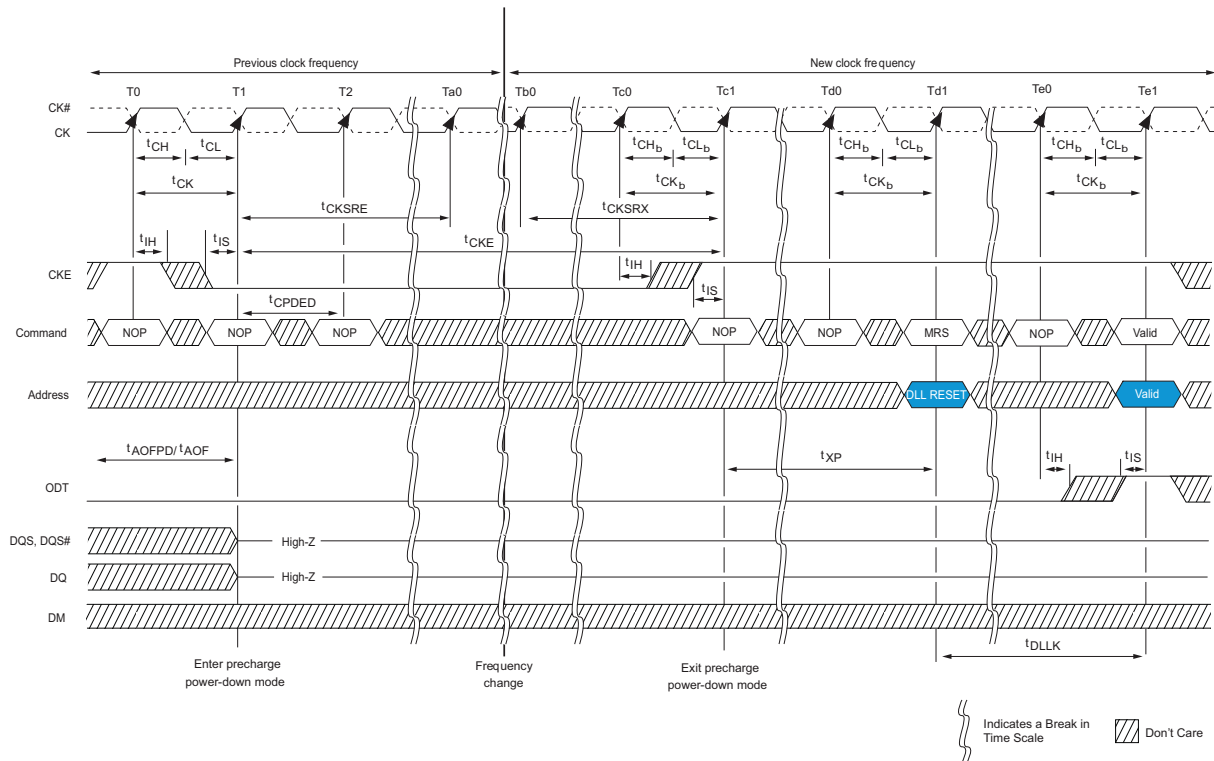 Previous clock frequency
New clock frequency
T0 T1 T2 Ta0 Tb0 Tc0 Tc1 Td0 Td1 Te0 Te1
CK#
CK
tCH tCL tCHb tCLb tCHb tCLb tCHb tCLb
tCK tCKb tCKb tCKb
tCKSRE tCKSRX
tIH tIS tCKE tIH
CKE
tIS
tCPDED
Command NOP NOP NOP NOP NOP MRS NOP Valid
Address DLL RESET Valid
tAOFPD/ tAOF tXP tIH tIS
ODT
DQS, DQS# High-Z
DQ High-Z
DM
tDLLK
Enter precharge
power-down mode
Frequency
change
Exit precharge
power-down mode
Indicates a Break in
Time Scale
Don't Care